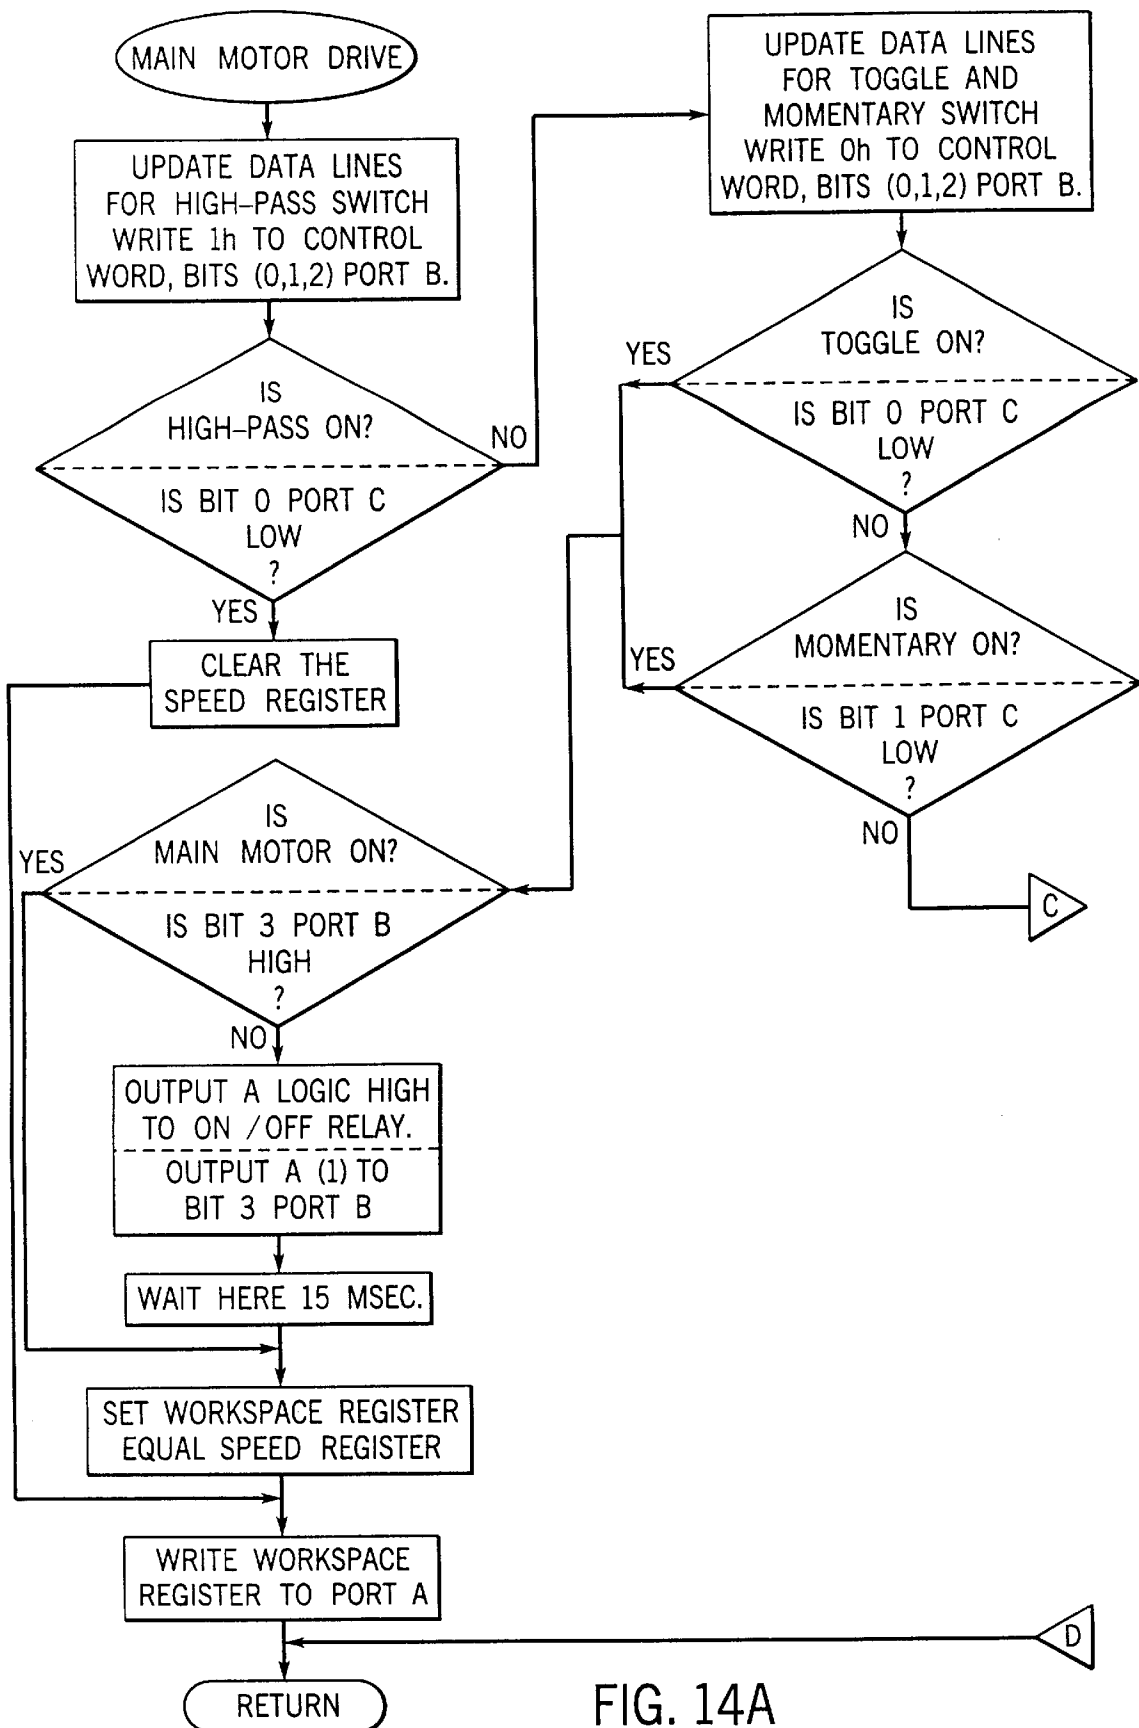 MAIN MOTOR DRIVE
UPDATE DATA LINES
FOR HIGH-PASS SWITCH
WRITE 1h TO CONTROL
WORD, BITS (0,1,2) PORT B.
IS
HIGH-PASS ON?
IS BIT 0 PORT C
LOW
?
NO
YES
CLEAR THE
SPEED REGISTER
UPDATE DATA LINES
FOR TOGGLE AND
MOMENTARY SWITCH
WRITE 0h TO CONTROL
WORD, BITS (0,1,2) PORT B.
IS
TOGGLE ON?
IS BIT 0 PORT C
LOW
?
YES
NO
IS
MOMENTARY ON?
IS BIT 1 PORT C
LOW
?
YES
NO
C
IS
MAIN MOTOR ON?
IS BIT 3 PORT B
HIGH
?
YES
NO
OUTPUT A LOGIC HIGH
TO ON /OFF RELAY.
OUTPUT A (1) TO
BIT 3 PORT B
WAIT HERE 15 MSEC.
SET WORKSPACE REGISTER
EQUAL SPEED REGISTER
WRITE WORKSPACE
REGISTER TO PORT A
D
RETURN
FIG. 14A